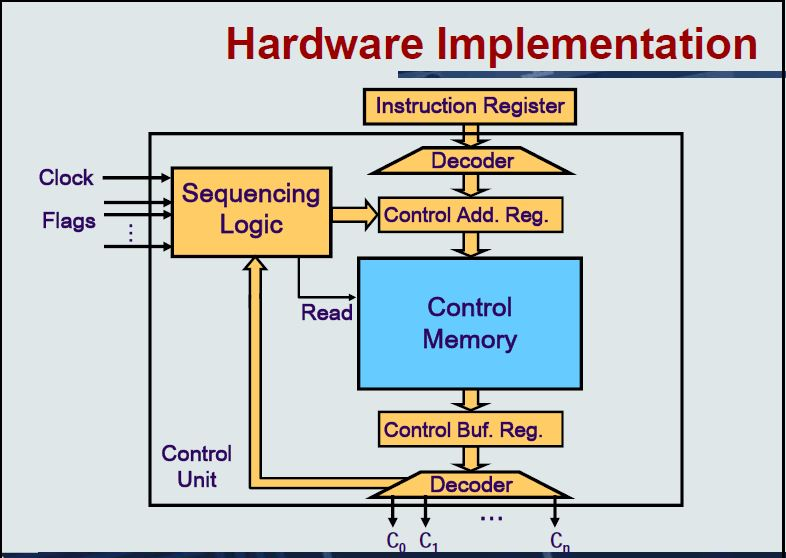 Hardware Implementation
Instruction Register
Decoder
Clock
Sequencing
Logic
Control Add. Reg.
Flags
...
Read
Control
Memory
Control Buf. Reg.
Control
Unit
Decoder
...
C0 C1 Cn